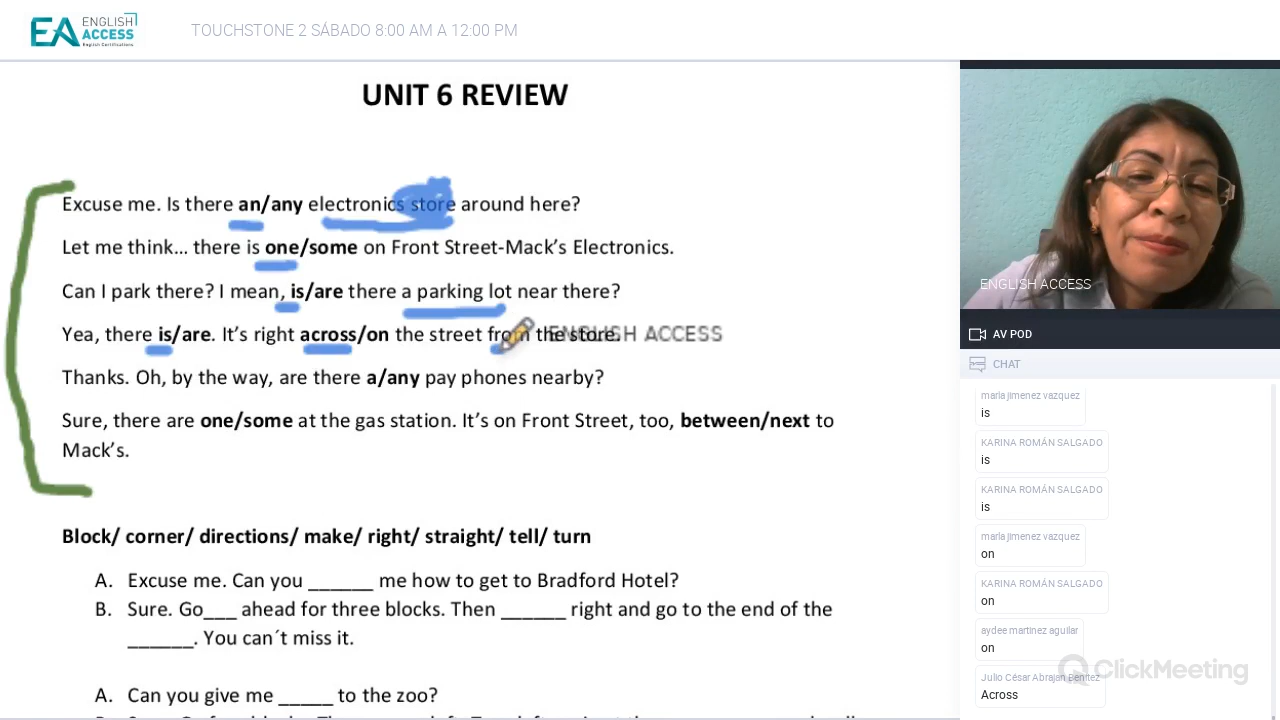 EA ENGLISH ACCESS
English Certifications
TOUCHSTONE 2 SÁBADO 8:00 AM A 12:00 PM
UNIT 6 REVIEW
Excuse me. Is there an/any electronics store around here?
Let me think… there is one/some on Front Street-Mack's Electronics.
Can I park there? I mean, is/are there a parking lot near there?
Yea, there is/are. It's right across/on the street from the store.
ENGLISH ACCESS
Thanks. Oh, by the way, are there a/any pay phones nearby?
Sure, there are one/some at the gas station. It's on Front Street, too, between/next to
Mack's.
Block/ corner/ directions/ make/ right/ straight/ tell/ turn
A. Excuse me. Can you ______ me how to get to Bradford Hotel?
B. Sure. Go___ ahead for three blocks. Then ______ right and go to the end of the
______. You can´t miss it.
A. Can you give me _____ to the zoo?
ENGLISH ACCESS
AV POD
CHAT
marla jimenez vazquez
is
KARINA ROMÁN SALGADO
is
KARINA ROMÁN SALGADO
is
marla jimenez vazquez
on
KARINA ROMÁN SALGADO
on
aydee martinez aguilar
on
Julio César Abrajan Benitez
Across
ClickMeeting